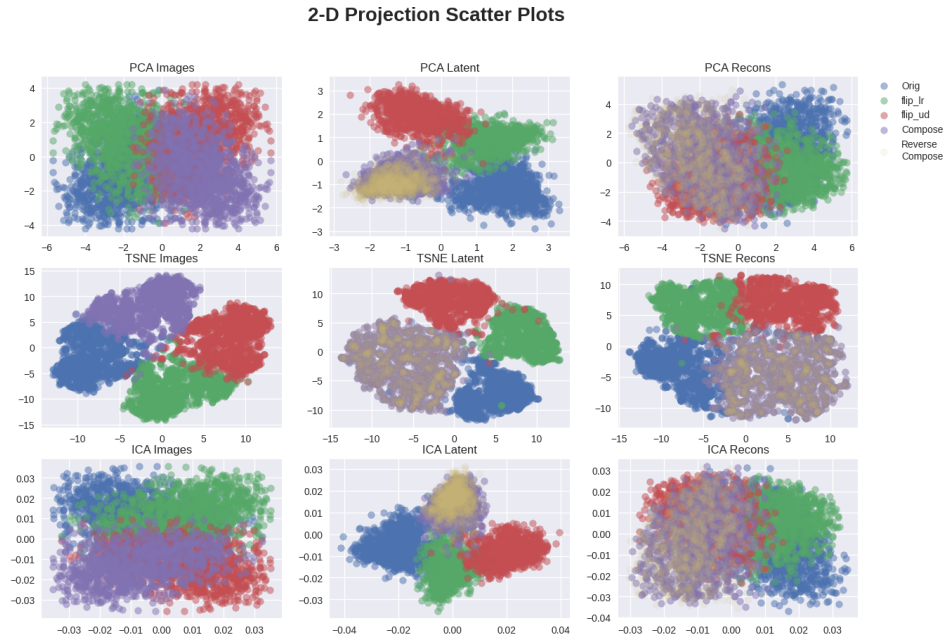 2-D Projection Scatter Plots
PCA Images
PCA Latent
PCA Recons
4
2
0
−2
−4
−6 −4 −2 0 2 4 6
3
2
1
0
−1
−2
−3
−3 −2 −1 0 1 2 3
4
2
0
−2
−4
−6 −4 −2 0 2 4 6
Orig
flip_lr
flip_ud
Compose
Reverse
Compose
TSNE Images
TSNE Latent
TSNE Recons
15
10
5
0
−5
−10
−15
−10 −5 0 5 10
10
5
0
−5
−10
−10 −5 0 5 10
10
5
0
−5
−10
−15 −10 −5 0 5 10
ICA Images
ICA Latent
ICA Recons
0.03
0.02
0.01
0.00
−0.01
−0.02
−0.03
−0.03 −0.02 −0.01 0.00 0.01 0.02 0.03
0.03
0.02
0.01
0.00
−0.01
−0.02
−0.03
−0.04 −0.02 0.00 0.02 0.04
0.03
0.02
0.01
0.00
−0.01
−0.02
−0.03
−0.04
−0.03 −0.02 −0.01 0.00 0.01 0.02 0.03